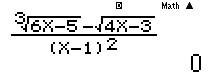 D Math ▲
³√6X-5 - √4X-3
(X-1)²
0